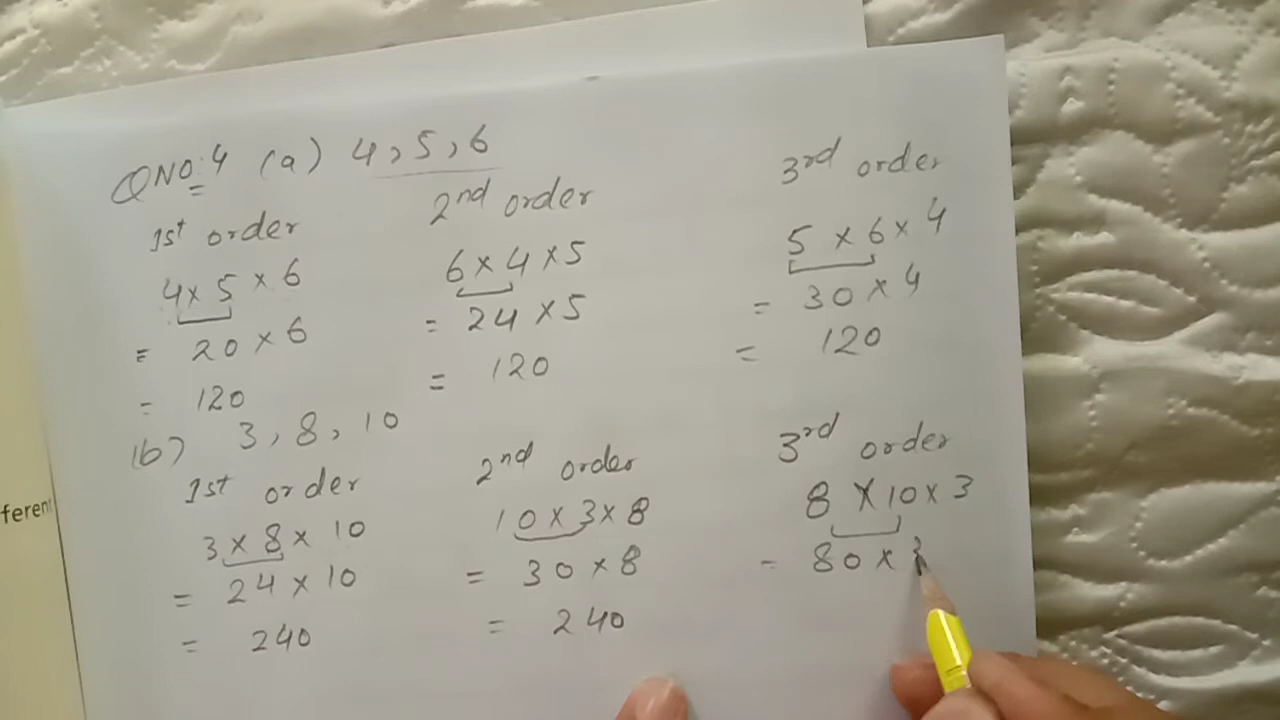 QNO:4 (a) 4,5,6
1st order
4 x 5 x 6
= 20 x 6
= 120
2nd order
6 x 4 x 5
= 24 x 5
= 120
3rd order
5 x 6 x 4
= 30 x 4
= 120
(b) 3, 8, 10
1st order
3 x 8 x 10
= 24 x 10
= 240
2nd order
10 x 3 x 8
= 30 x 8
= 240
3rd order
8 x 10 x 3
= 80 x 3